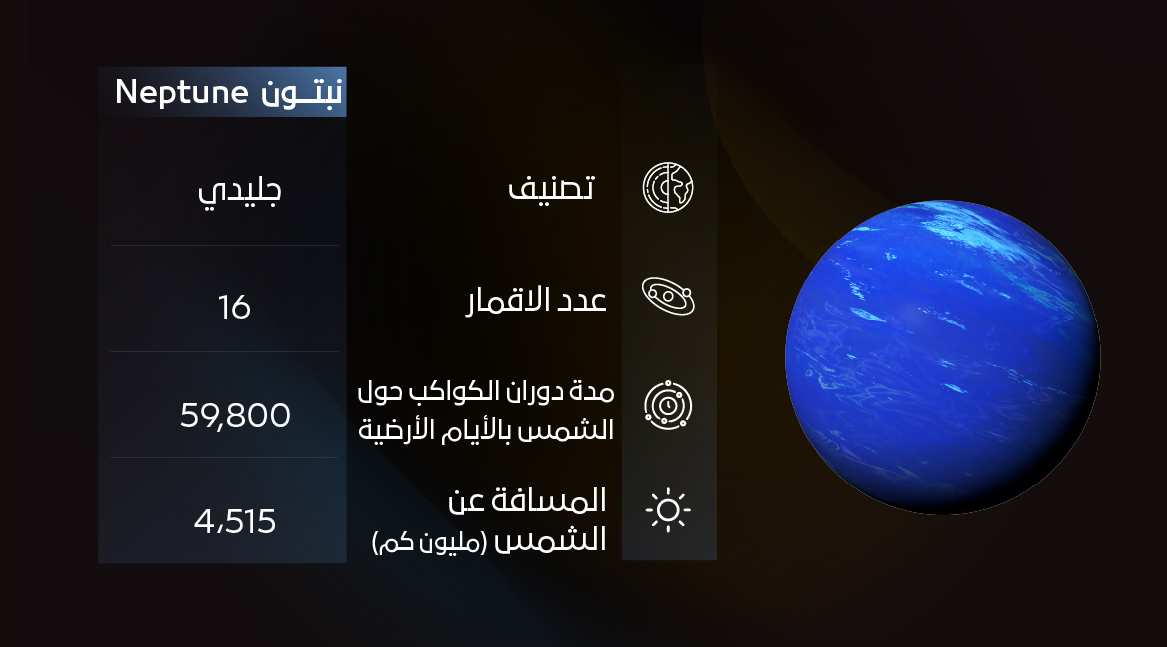 نبتــون Neptune
تصنيف
جليدي
عدد الاقمار
16
مدة دوران الكواكب حول
الشمس بالأيام الأرضية
59,800
المسافة عن
الشمس (مليون كم)
4،515